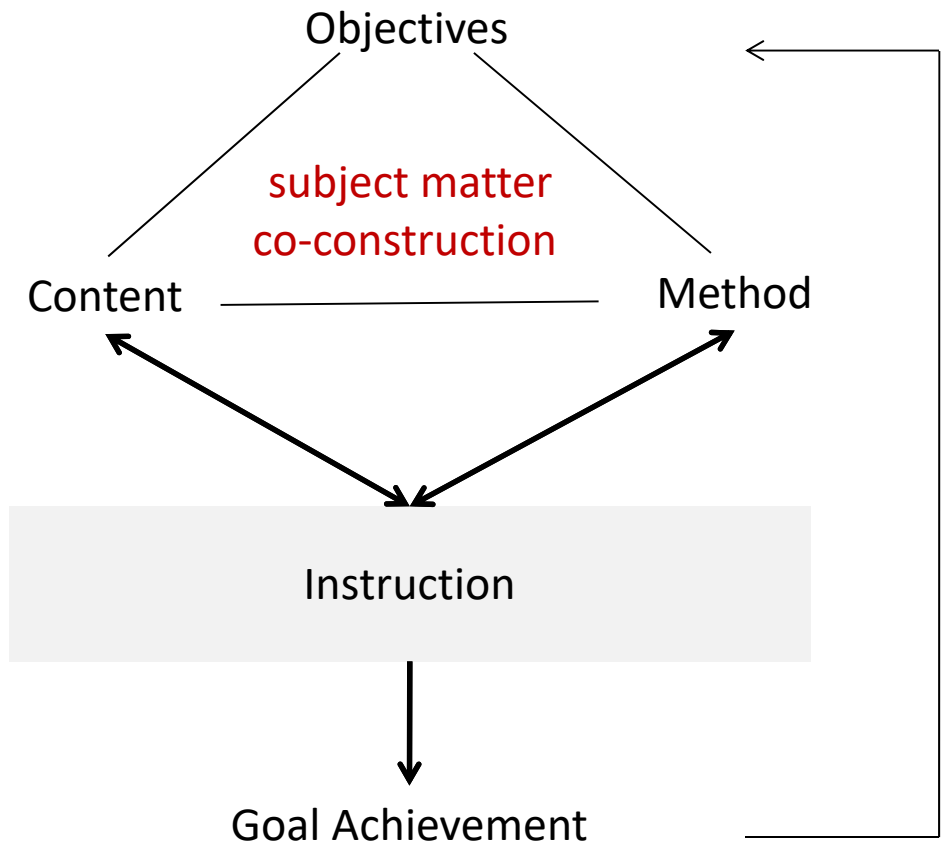 Objectives
subject matter
co-construction
Content
Method
Instruction
Goal Achievement